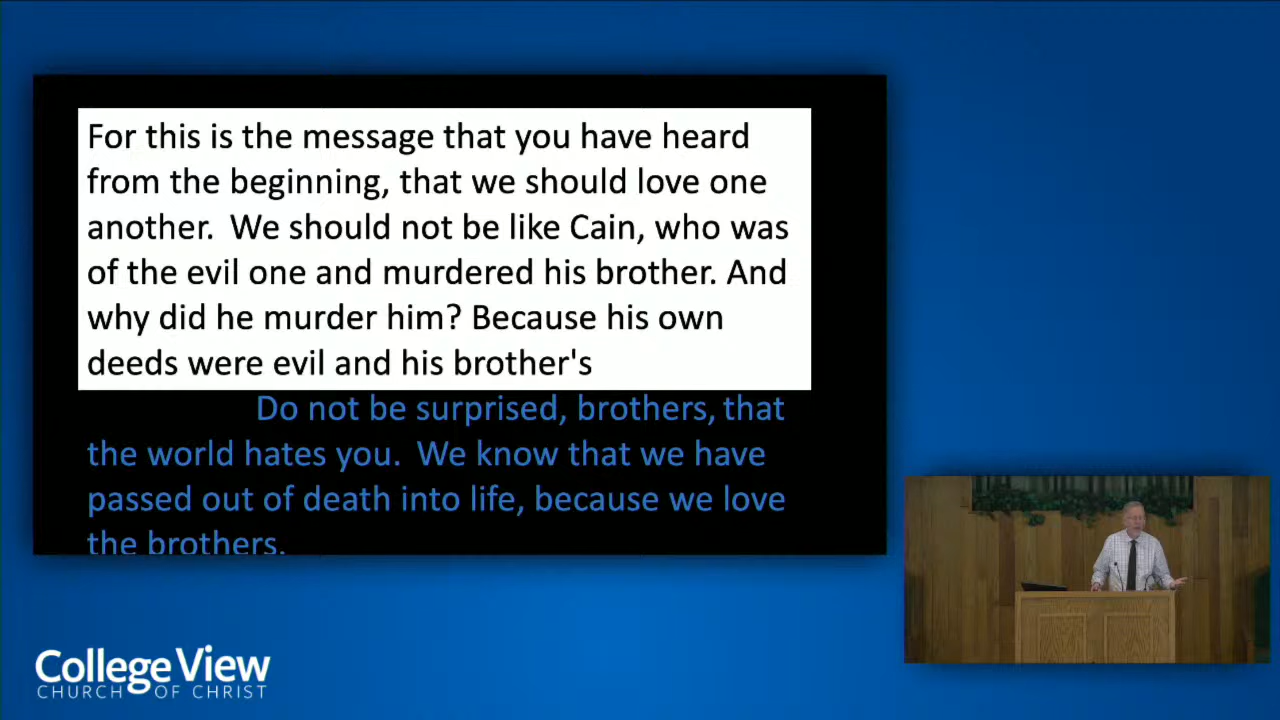 For this is the message that you have heard
from the beginning, that we should love one
another.  We should not be like Cain, who was
of the evil one and murdered his brother. And
why did he murder him? Because his own
deeds were evil and his brother's
Do not be surprised, brothers, that
the world hates you.  We know that we have
passed out of death into life, because we love
the brothers.
College View
CHURCH OF CHRIST